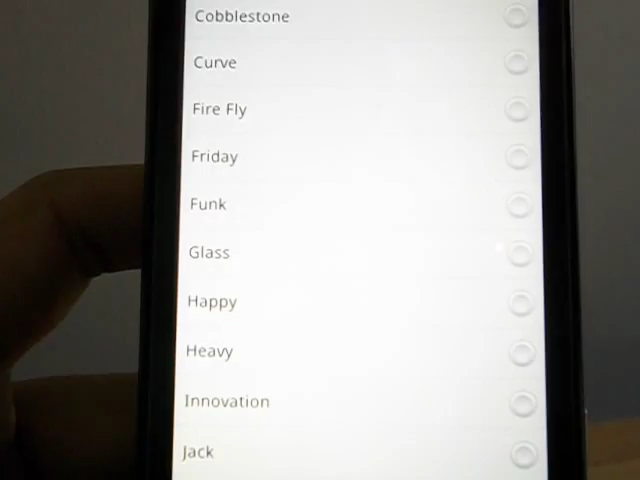 Cobblestone
Curve
Fire Fly
Friday
Funk
Glass
Happy
Heavy
Innovation
Jack